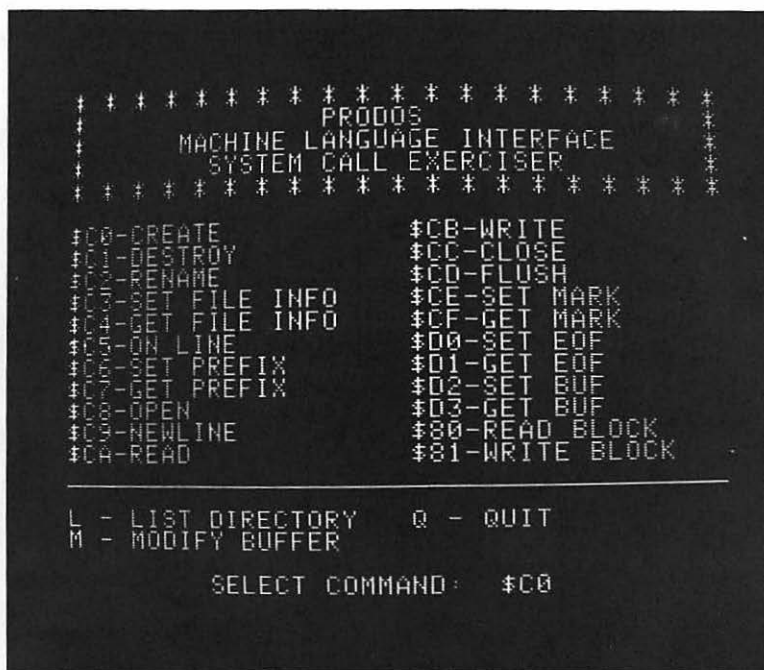 * * * * * * * * * * * * * * * * * * * * *
* PRODOS *
* MACHINE LANGUAGE INTERFACE *
* SYSTEM CALL EXERCISER *
* * * * * * * * * * * * * * * * * * * * *
$C0-CREATE
$C1-DESTROY
$C2-RENAME
$C3-SET FILE INFO
$C4-GET FILE INFO
$C5-ON LINE
$C6-SET PREFIX
$C7-GET PREFIX
$C8-OPEN
$C9-NEWLINE
$CA-READ
$CB-WRITE
$CC-CLOSE
$CD-FLUSH
$CE-SET MARK
$CF-GET MARK
$D0-SET EOF
$D1-GET EOF
$D2-SET BUF
$D3-GET BUF
$80-READ BLOCK
$81-WRITE BLOCK
L - LIST DIRECTORY Q - QUIT
M - MODIFY BUFFER
SELECT COMMAND: $C0